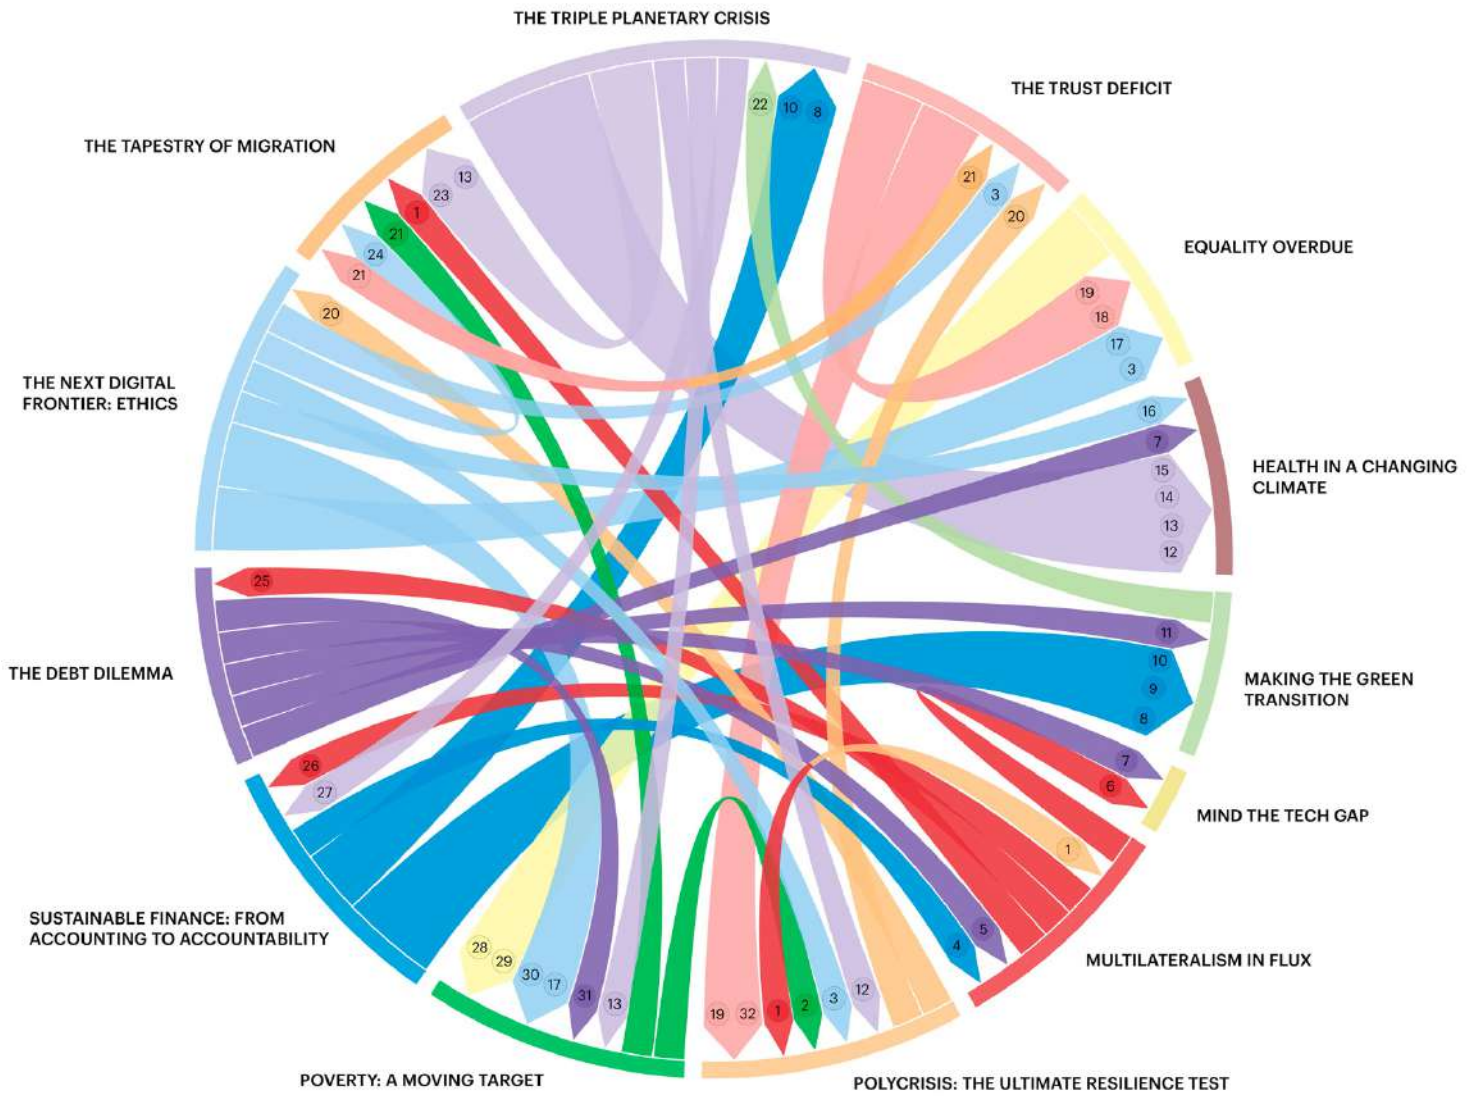 THE TRIPLE PLANETARY CRISIS
THE TRUST DEFICIT
THE TAPESTRY OF MIGRATION
EQUALITY OVERDUE
THE NEXT DIGITAL
FRONTIER: ETHICS
HEALTH IN A CHANGING
CLIMATE
THE DEBT DILEMMA
MAKING THE GREEN
TRANSITION
MIND THE TECH GAP
SUSTAINABLE FINANCE: FROM
ACCOUNTING TO ACCOUNTABILITY
MULTILATERALISM IN FLUX
POVERTY: A MOVING TARGET
POLYCRISIS: THE ULTIMATE RESILIENCE TEST
22
10
8
21
3
20
19
18
17
3
16
7
15
14
13
12
11
10
9
8
7
6
1
5
4
12
3
2
1
32
19
13
31
17
30
29
28
27
26
25
20
21
24
21
1
23
13